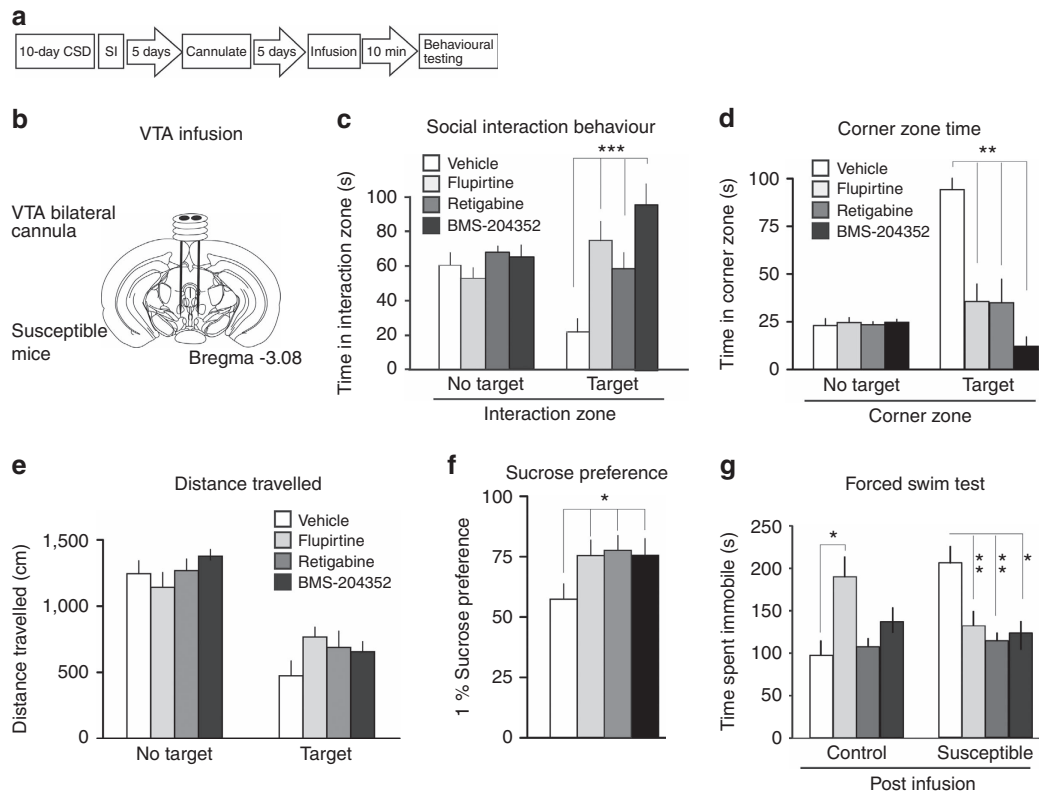 a
10-day CSD SI 5 days Cannulate 5 days Infusion 10 min Behavioural testing
b
VTA infusion
VTA bilateral
cannula
Susceptible
mice
Bregma -3.08
c
Social interaction behaviour
***
Vehicle
Flupirtine
Retigabine
BMS-204352
Time in interaction zone (s)
100
80
60
40
20
0
No target Target
Interaction zone
d
Corner zone time
**
Vehicle
Flupirtine
Retigabine
BMS-204352
Time in corner zone (s)
100
75
50
25
0
No target Target
Corner zone
e
Distance travelled
Vehicle
Flupirtine
Retigabine
BMS-204352
Distance travelled (cm)
1,500
1,000
500
0
No target Target
f
Sucrose preference
*
1 % Sucrose preference
100
75
50
25
0
g
Forced swim test
* ** ** *
Time spent immobile (s)
250
200
150
100
50
0
Control Susceptible
Post infusion